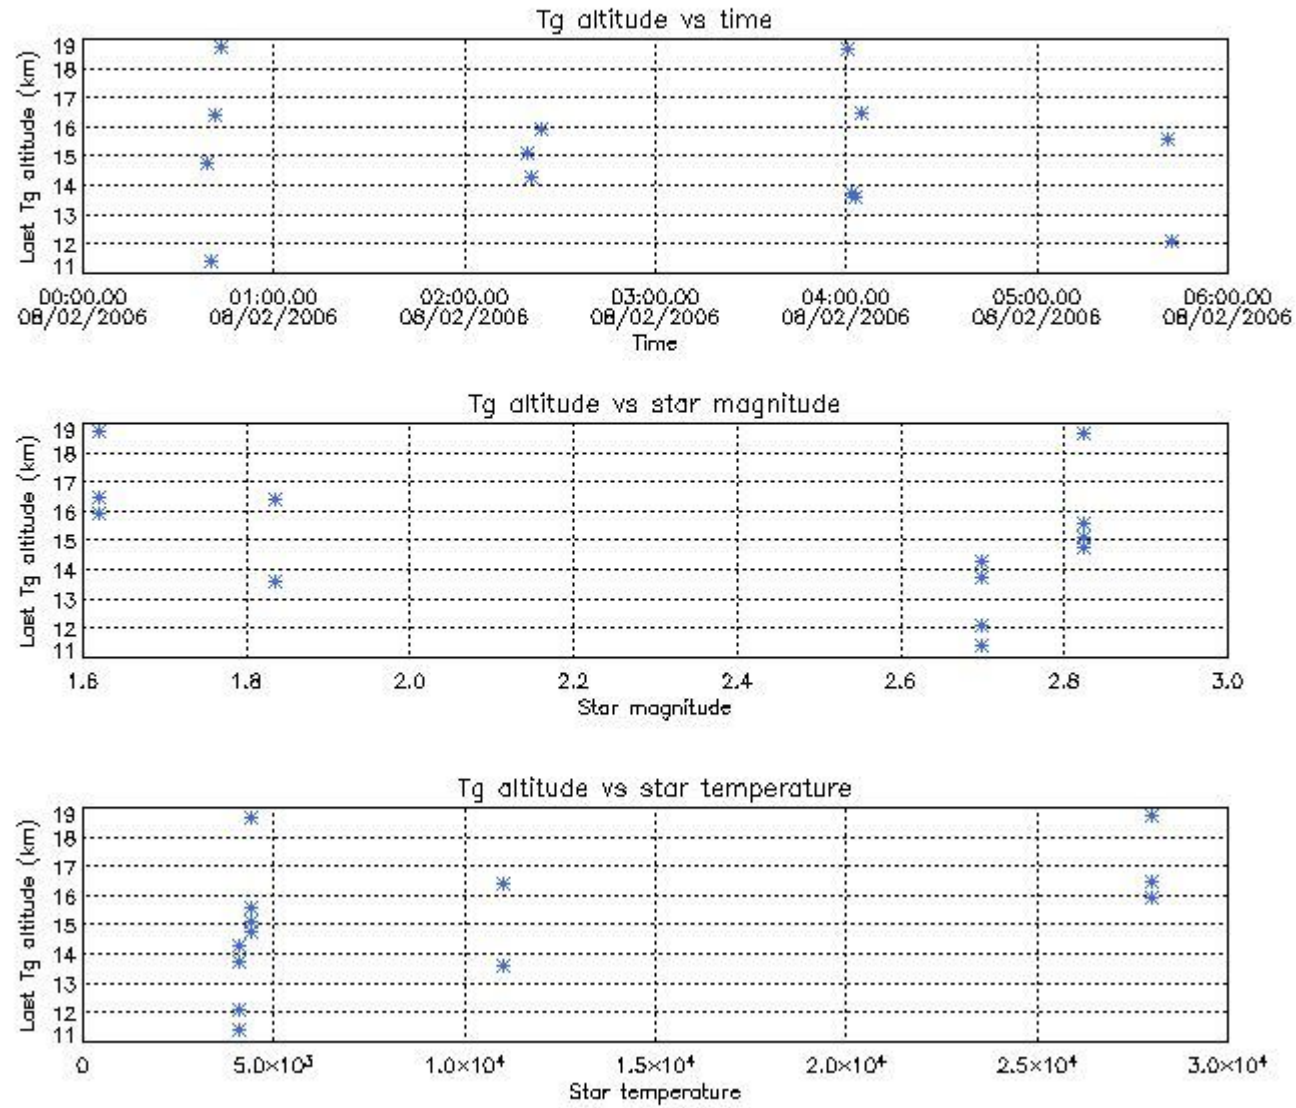 Tg altitude vs time
Last Tg altitude (km)
19
18
17
16
15
14
13
12
11
00:00.00 01:00.00 02:00.00 03:00.00 04:00.00 05:00.00 06:00.00
08/02/2006 08/02/2006 08/02/2006 08/02/2006 08/02/2006 08/02/2006 08/02/2006
Time
Tg altitude vs star magnitude
Last Tg altitude (km)
19
18
17
16
15
14
13
12
11
1.6 1.8 2.0 2.2 2.4 2.6 2.8 3.0
Star magnitude
Tg altitude vs star temperature
Last Tg altitude (km)
19
18
17
16
15
14
13
12
11
0 5.0×10³ 1.0×10⁴ 1.5×10⁴ 2.0×10⁴ 2.5×10⁴ 3.0×10⁴
Star temperature